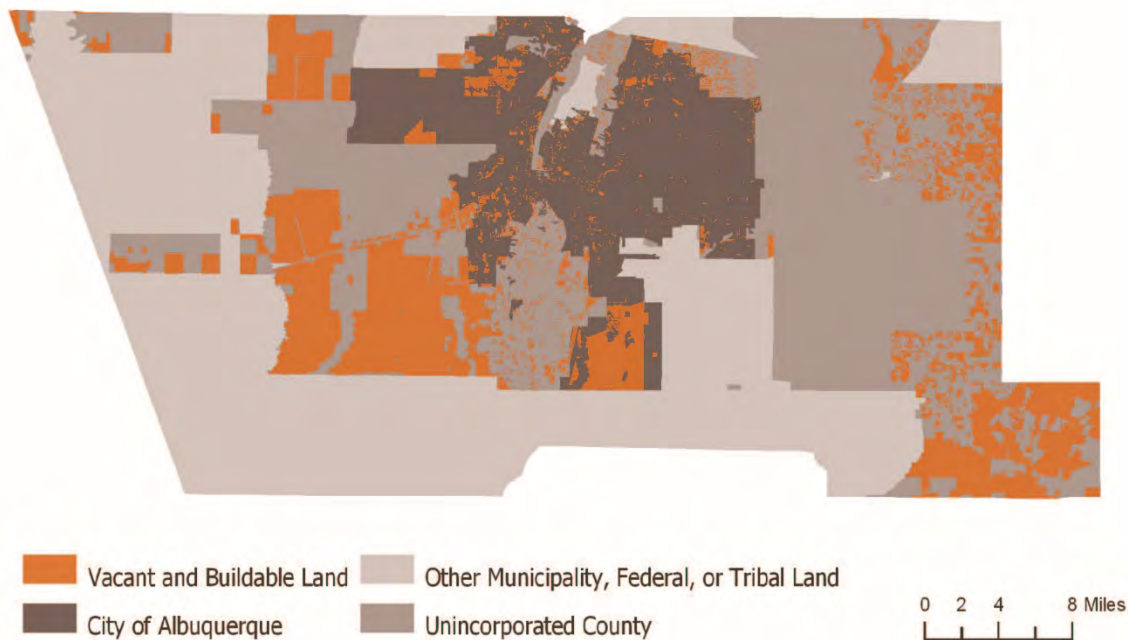 Vacant and Buildable Land
Other Municipality, Federal, or Tribal Land
City of Albuquerque
Unincorporated County
0 2 4 8 Miles